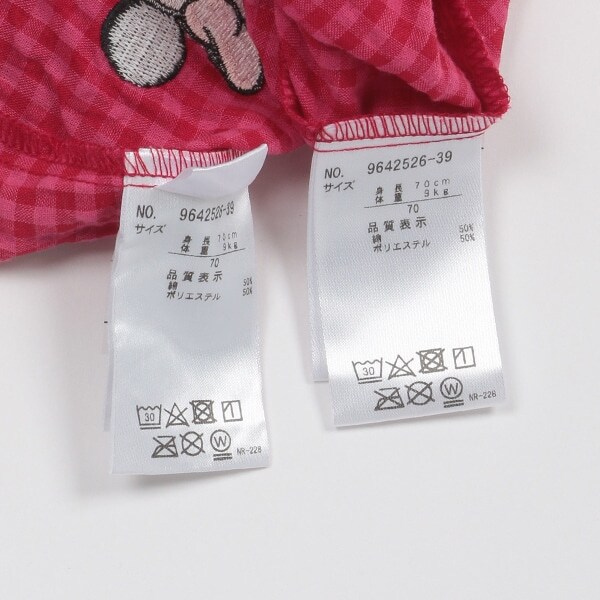 NO. 9642526-39
サイズ
身長 70cm
体重 9kg
70
品質表示
綿 50%
ポリエステル 50%
30
NR-228
W
NO. 9642526-39
サイズ
身長 70cm
体重 9kg
70
品質表示
綿 50%
ポリエステル 50%
30
W
NR-228